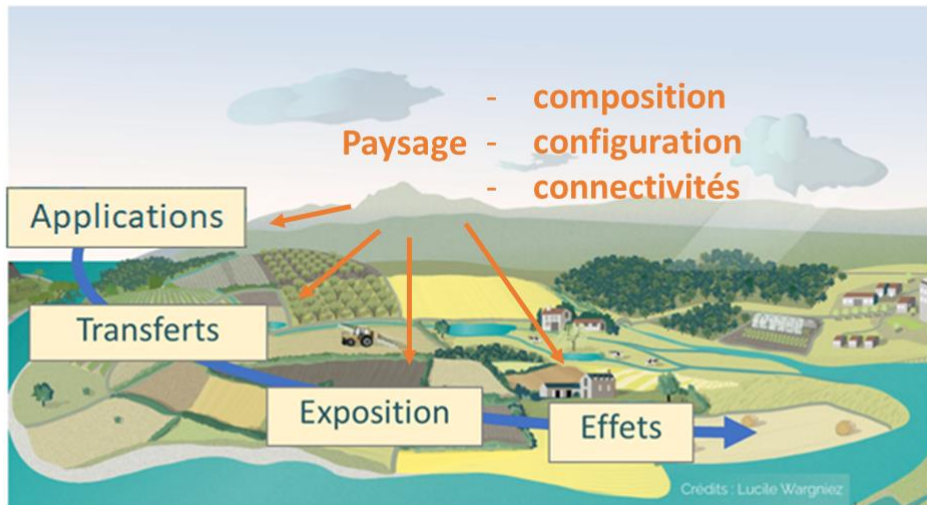 - composition
Paysage - configuration
- connectivités
Applications
Transferts
Exposition
Effets
Crédits : Lucile Wargniez